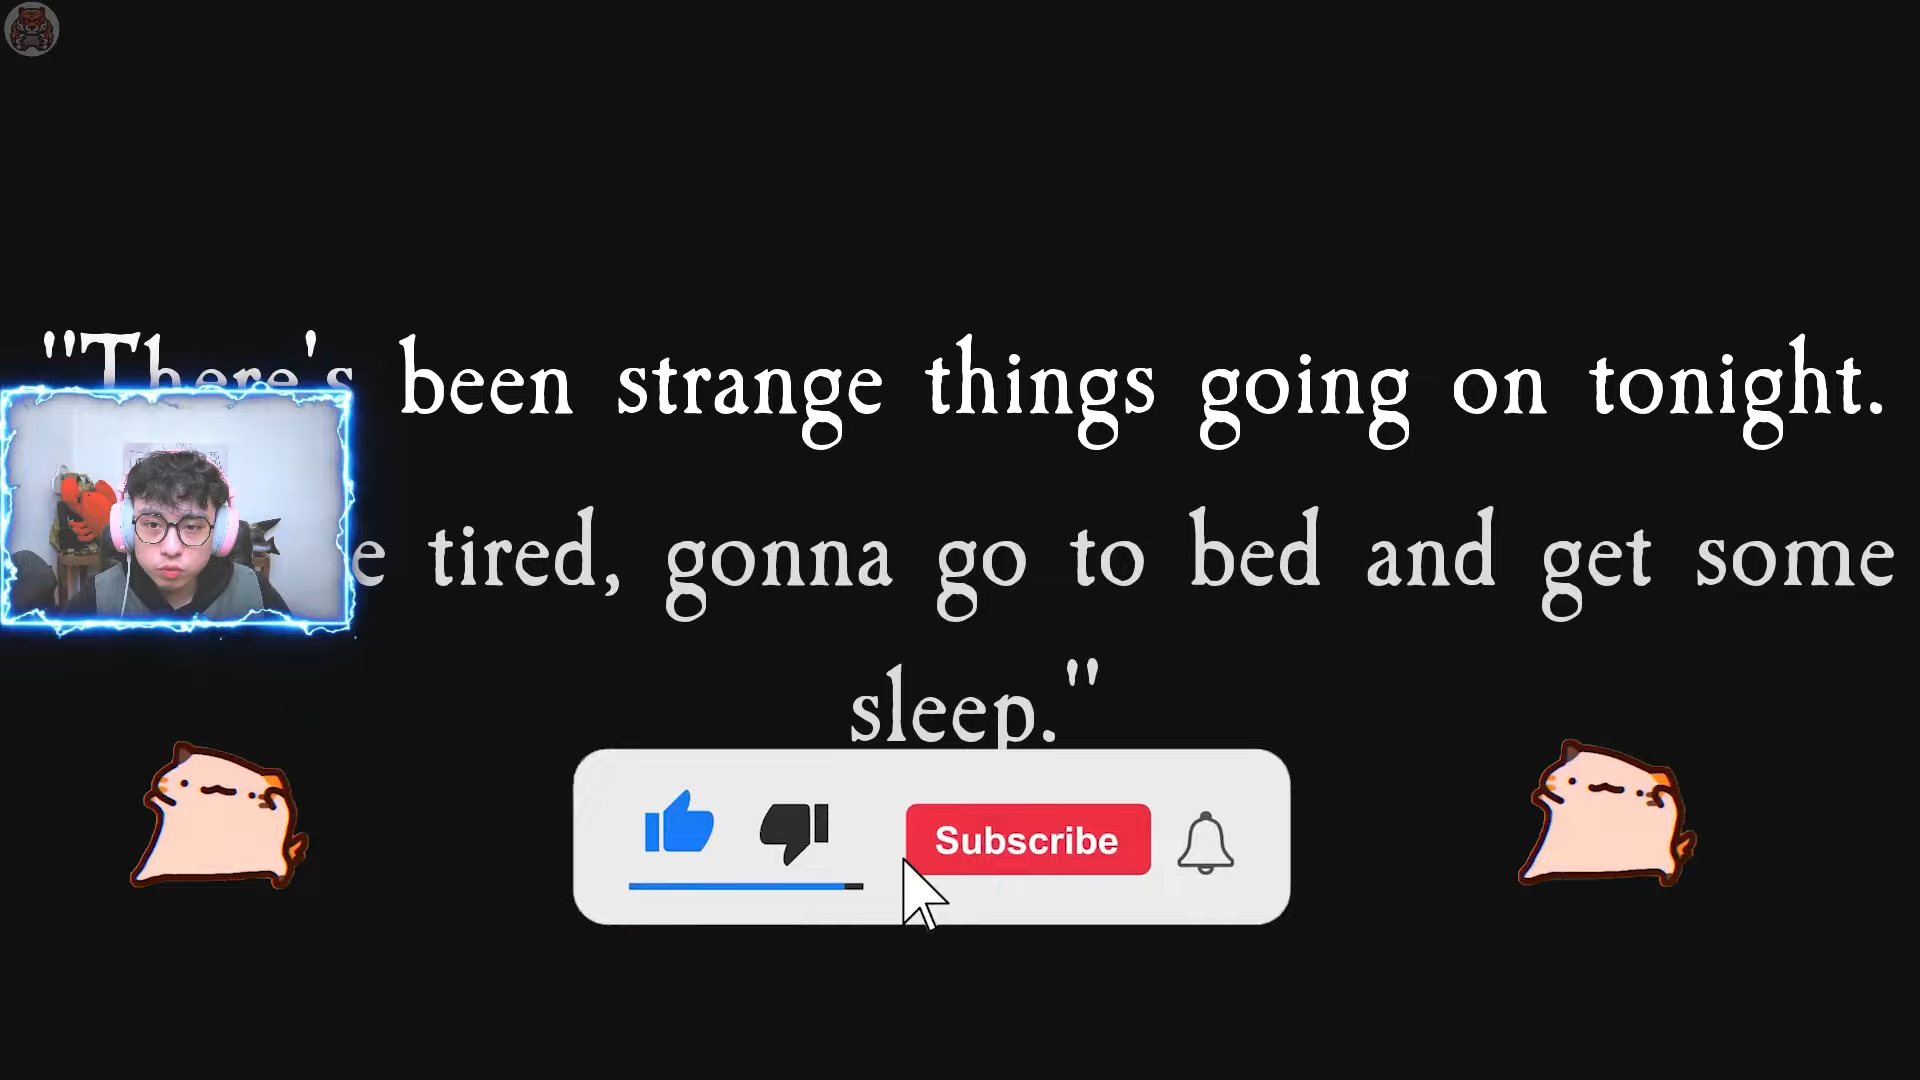 "There's been strange things going on tonight.
tired, gonna go to bed and get some
sleep."
Subscribe